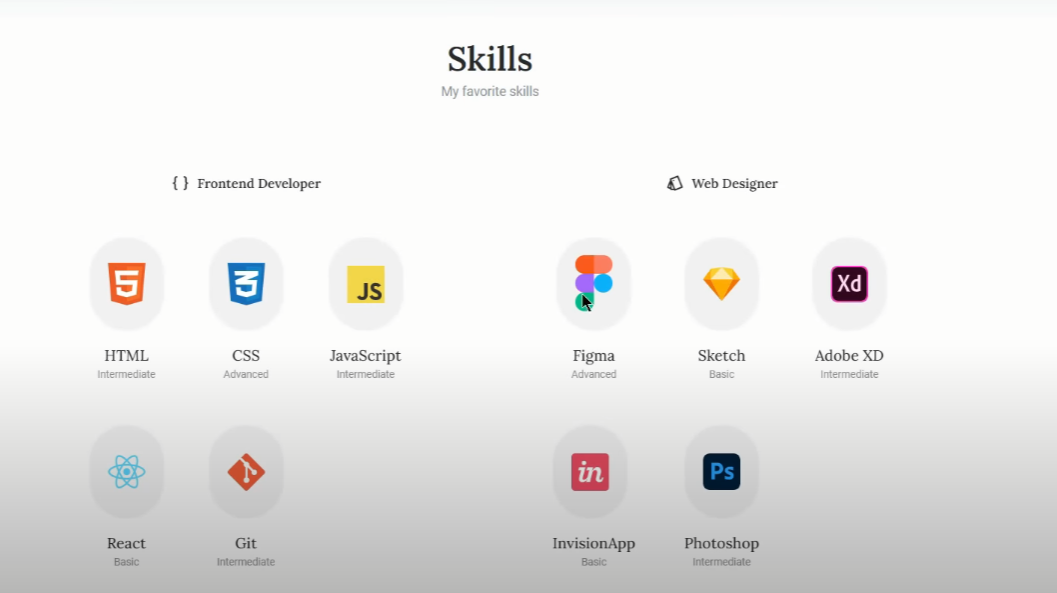 Skills
My favorite skills
{ } Frontend Developer
5
3
JS
HTML
Intermediate
CSS
Advanced
JavaScript
Intermediate
React
Basic
Git
Intermediate
Web Designer
Xd
Figma
Advanced
Sketch
Basic
Adobe XD
Intermediate
in
Ps
InvisionApp
Basic
Photoshop
Intermediate